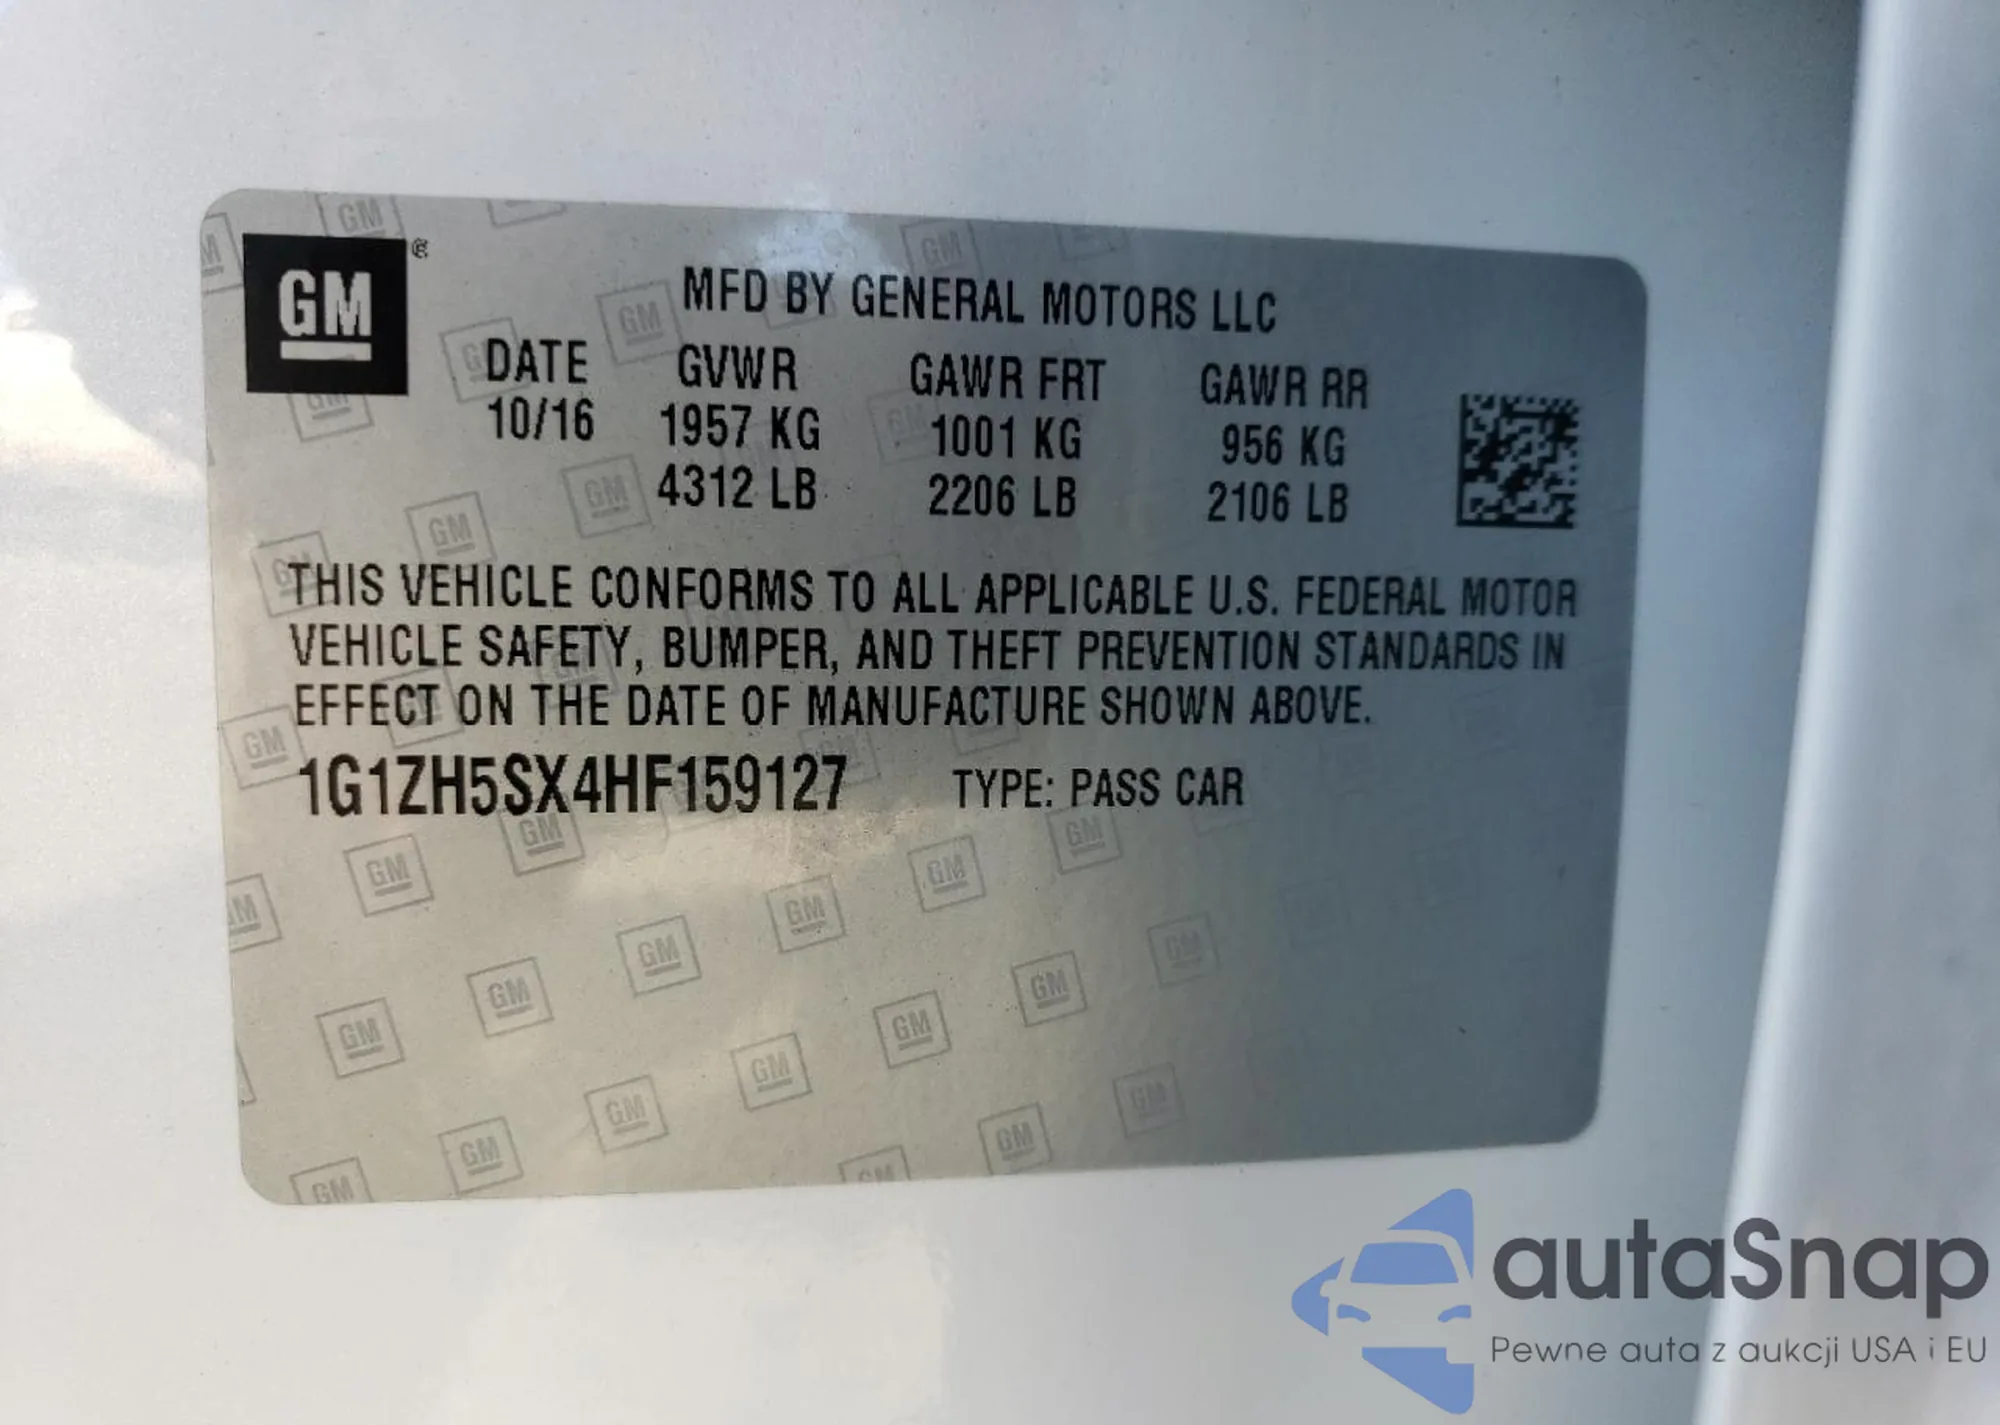 GM ®
MFD BY GENERAL MOTORS LLC
DATE GVWR GAWR FRT GAWR RR
10/16 1957 KG 1001 KG 956 KG
4312 LB 2206 LB 2106 LB
THIS VEHICLE CONFORMS TO ALL APPLICABLE U.S. FEDERAL MOTOR
VEHICLE SAFETY, BUMPER, AND THEFT PREVENTION STANDARDS IN
EFFECT ON THE DATE OF MANUFACTURE SHOWN ABOVE.
1G1ZH5SX4HF159127 TYPE: PASS CAR
autaSnap
Pewne auta z aukcji USA i EU